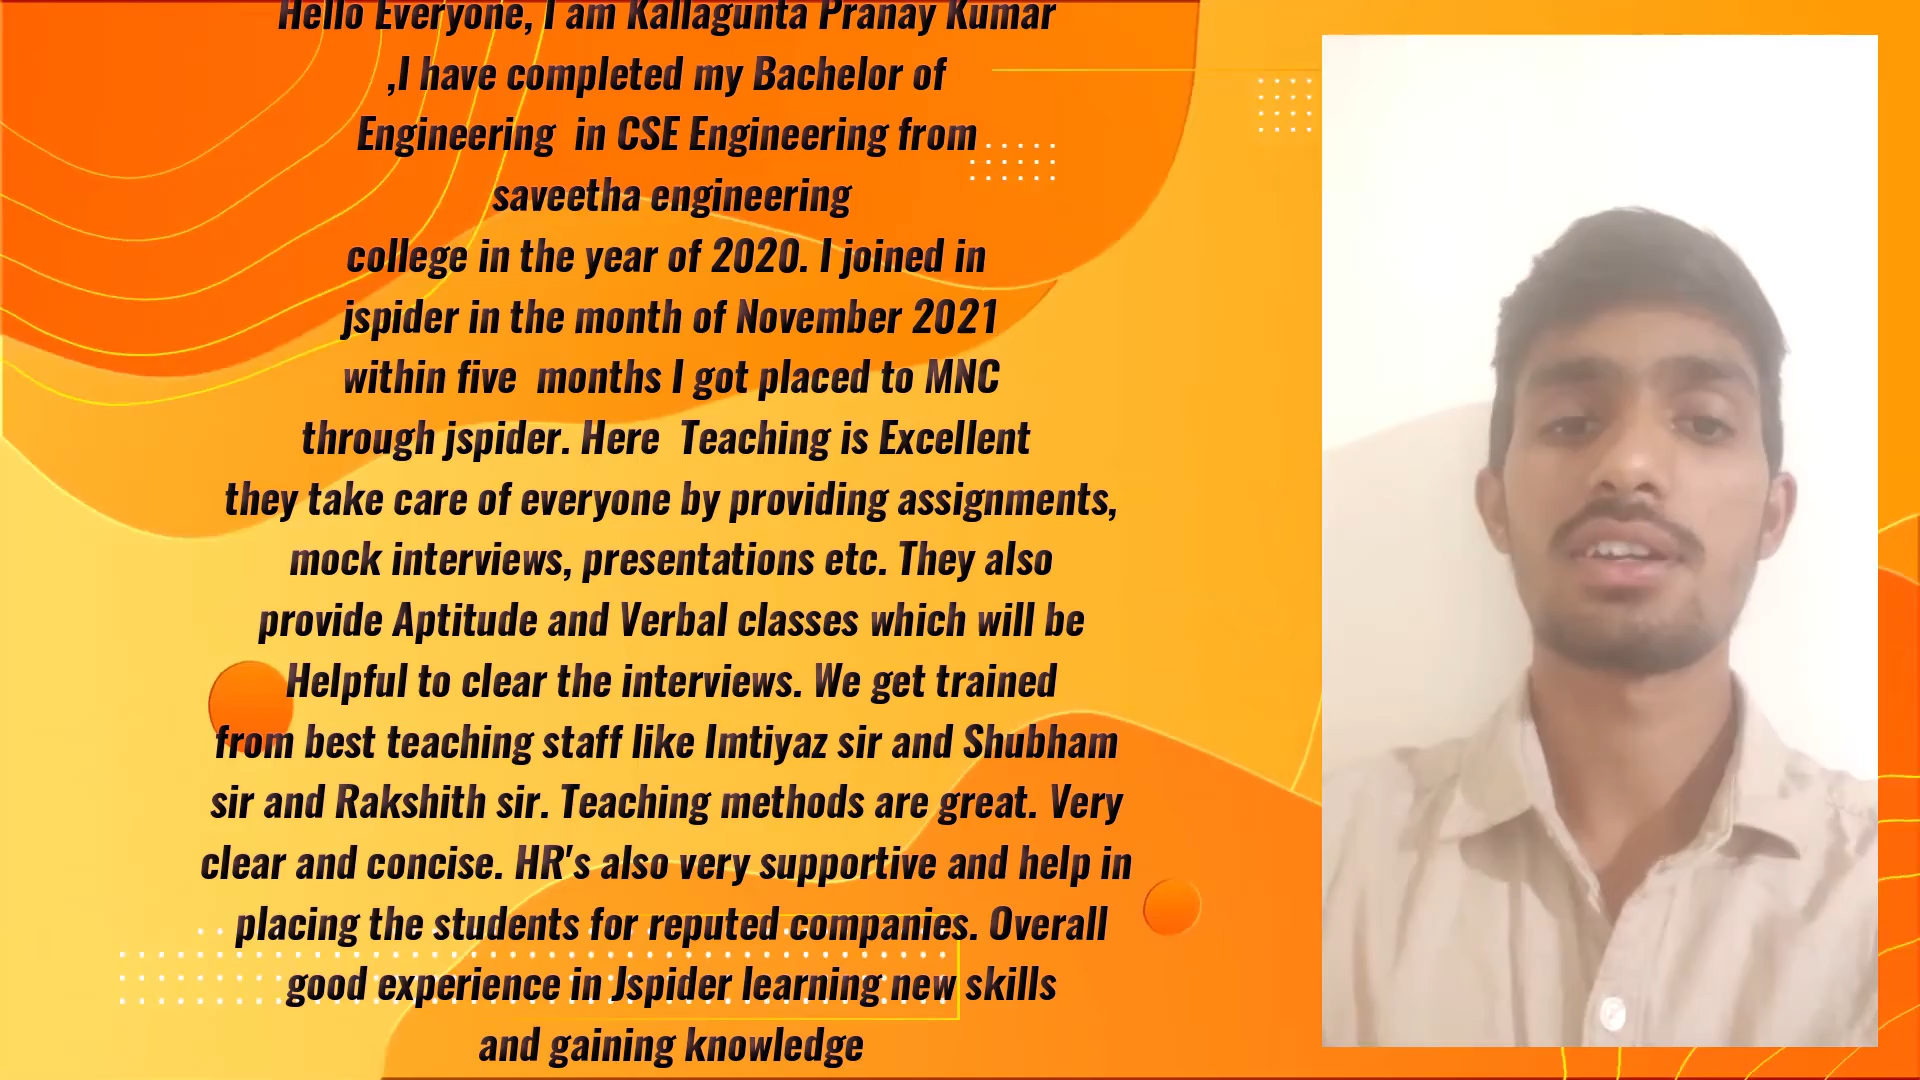 Hello Everyone, I am Kallagunta Pranay Kumar
,I have completed my Bachelor of
Engineering  in CSE Engineering from
saveetha engineering
college in the year of 2020. I joined in
jspider in the month of November 2021
within five  months I got placed to MNC
through jspider. Here  Teaching is Excellent
they take care of everyone by providing assignments,
mock interviews, presentations etc. They also
provide Aptitude and Verbal classes which will be
Helpful to clear the interviews. We get trained
from best teaching staff like Imtiyaz sir and Shubham
sir and Rakshith sir. Teaching methods are great. Very
clear and concise. HR's also very supportive and help in
placing the students for reputed companies. Overall
good experience in Jspider learning new skills
and gaining knowledge